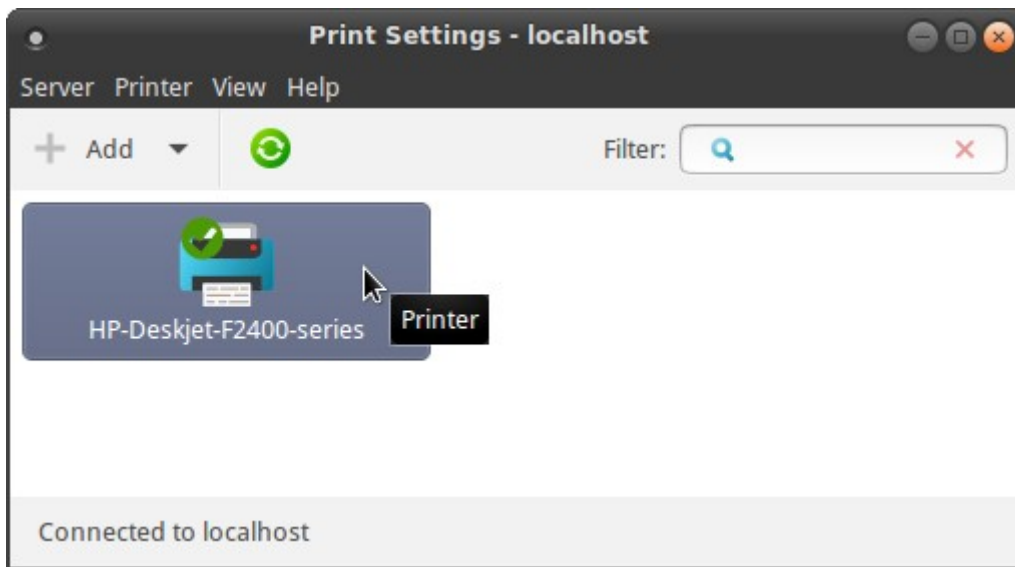 Print Settings - localhost
Server Printer View Help
Add
Filter:
HP-Deskjet-F2400-series
Printer
Connected to localhost